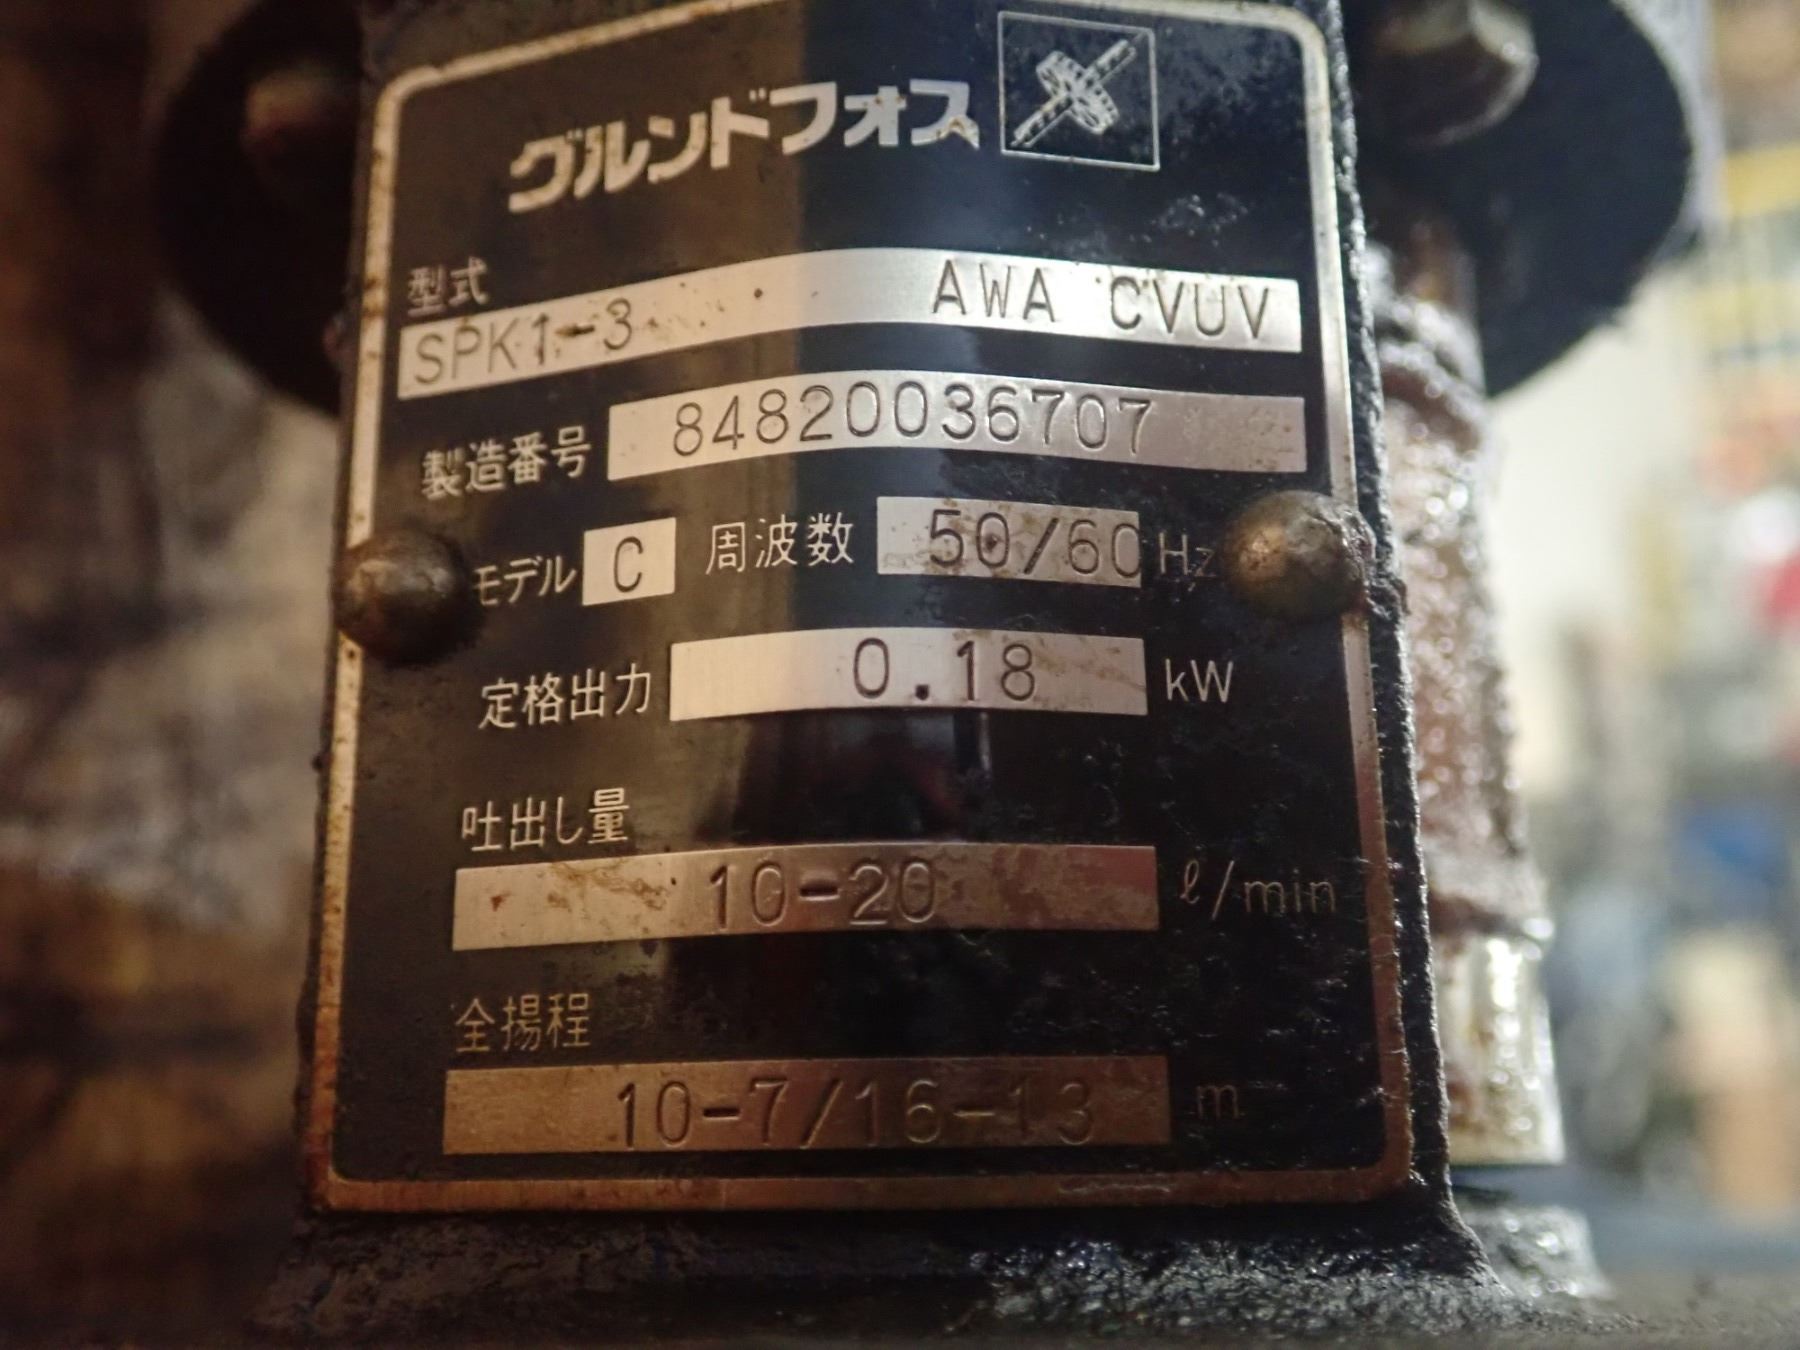 グルンドフォス
型式
SPK1-3 AWA CVUV
製造番号 84820036707
モデル C 周波数 50/60 Hz
定格出力 0.18 kW
吐出し量
10-20 ℓ/min
全揚程
10-7/16-13 m